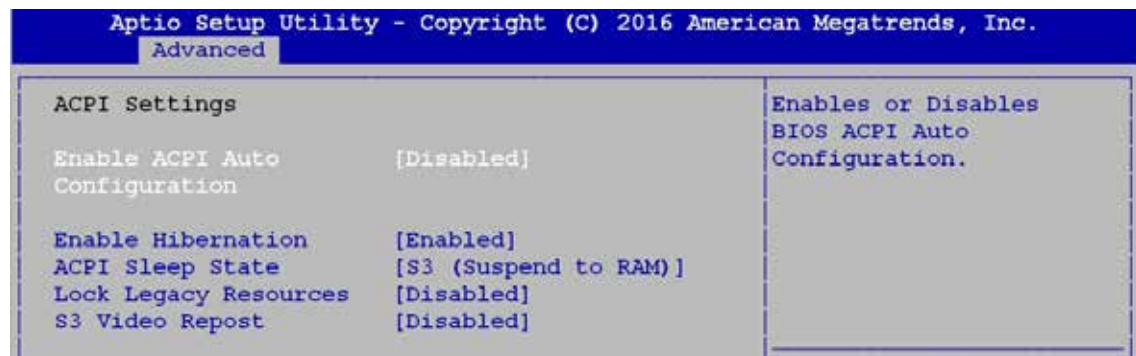 Aptio Setup Utility - Copyright (C) 2016 American Megatrends, Inc.
Advanced
ACPI Settings
Enable ACPI Auto [Disabled]
Configuration
Enable Hibernation [Enabled]
ACPI Sleep State [S3 (Suspend to RAM)]
Lock Legacy Resources [Disabled]
S3 Video Repost [Disabled]
Enables or Disables
BIOS ACPI Auto
Configuration.